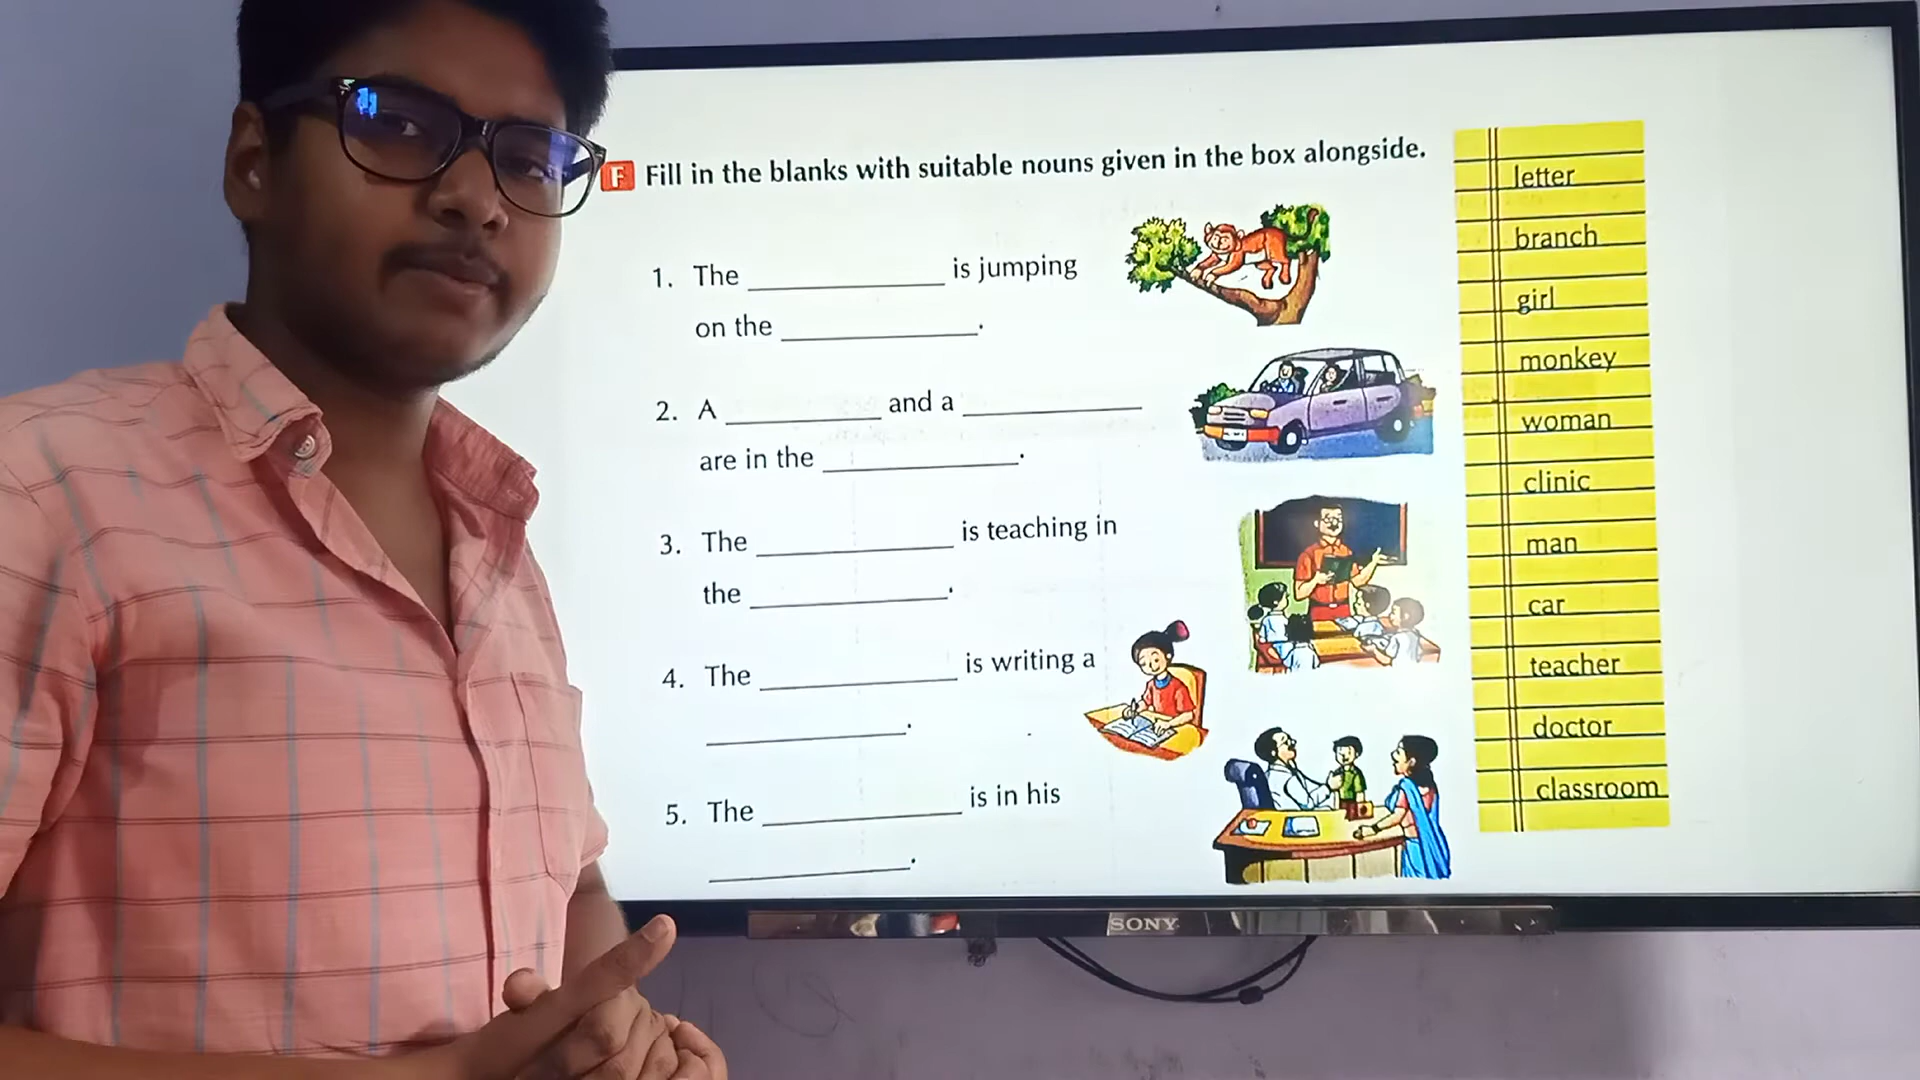 F Fill in the blanks with suitable nouns given in the box alongside.
1. The ____________ is jumping
on the ____________.
2. A __________ and a ___________
are in the ____________.
3. The ____________ is teaching in
the ____________.
4. The ____________ is writing a
____________.
5. The ____________ is in his
____________.
letter
branch
girl
monkey
woman
clinic
man
car
teacher
doctor
classroom
SONY